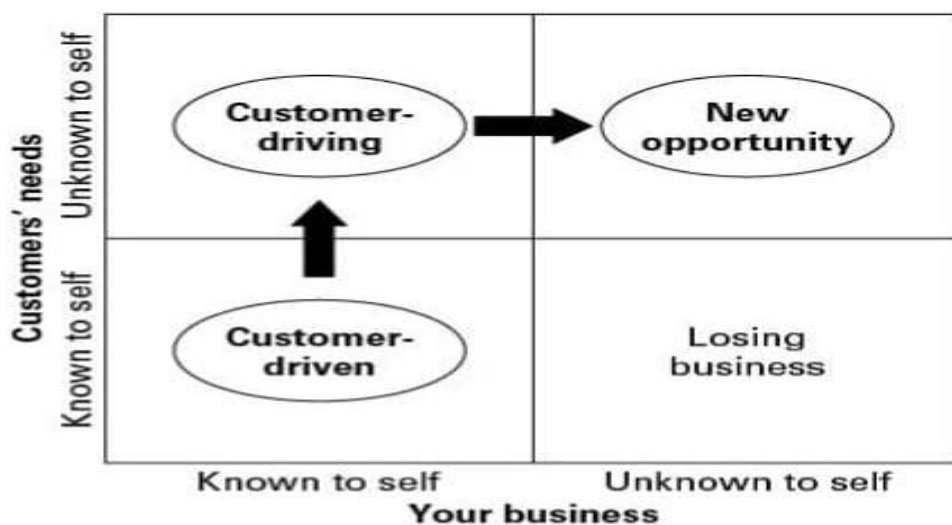 Customers' needs
Unknown to self
Known to self
Customer-
driving
New
opportunity
Customer-
driven
Losing
business
Known to self
Unknown to self
Your business